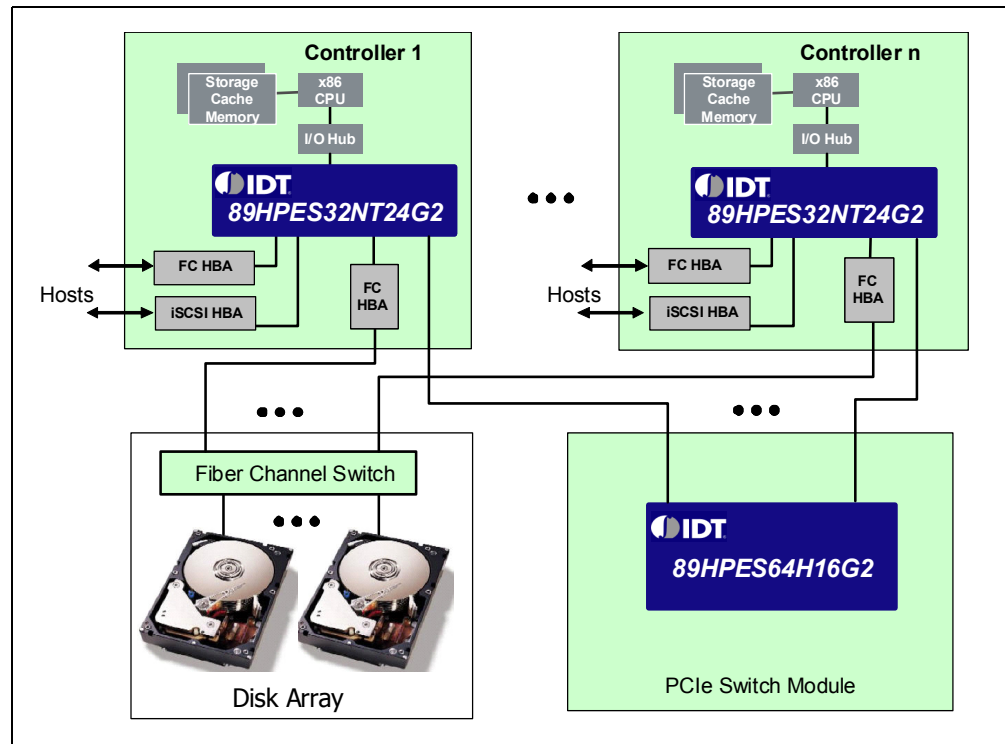 Controller 1
Storage
Cache
Memory
x86
CPU
I/O Hub
IDT
89HPES32NT24G2
FC HBA
Hosts
iSCSI HBA
FC
HBA
Controller n
Storage
Cache
Memory
x86
CPU
I/O Hub
IDT
89HPES32NT24G2
FC HBA
Hosts
iSCSI HBA
FC
HBA
Fiber Channel Switch
Disk Array
IDT
89HPES64H16G2
PCIe Switch Module